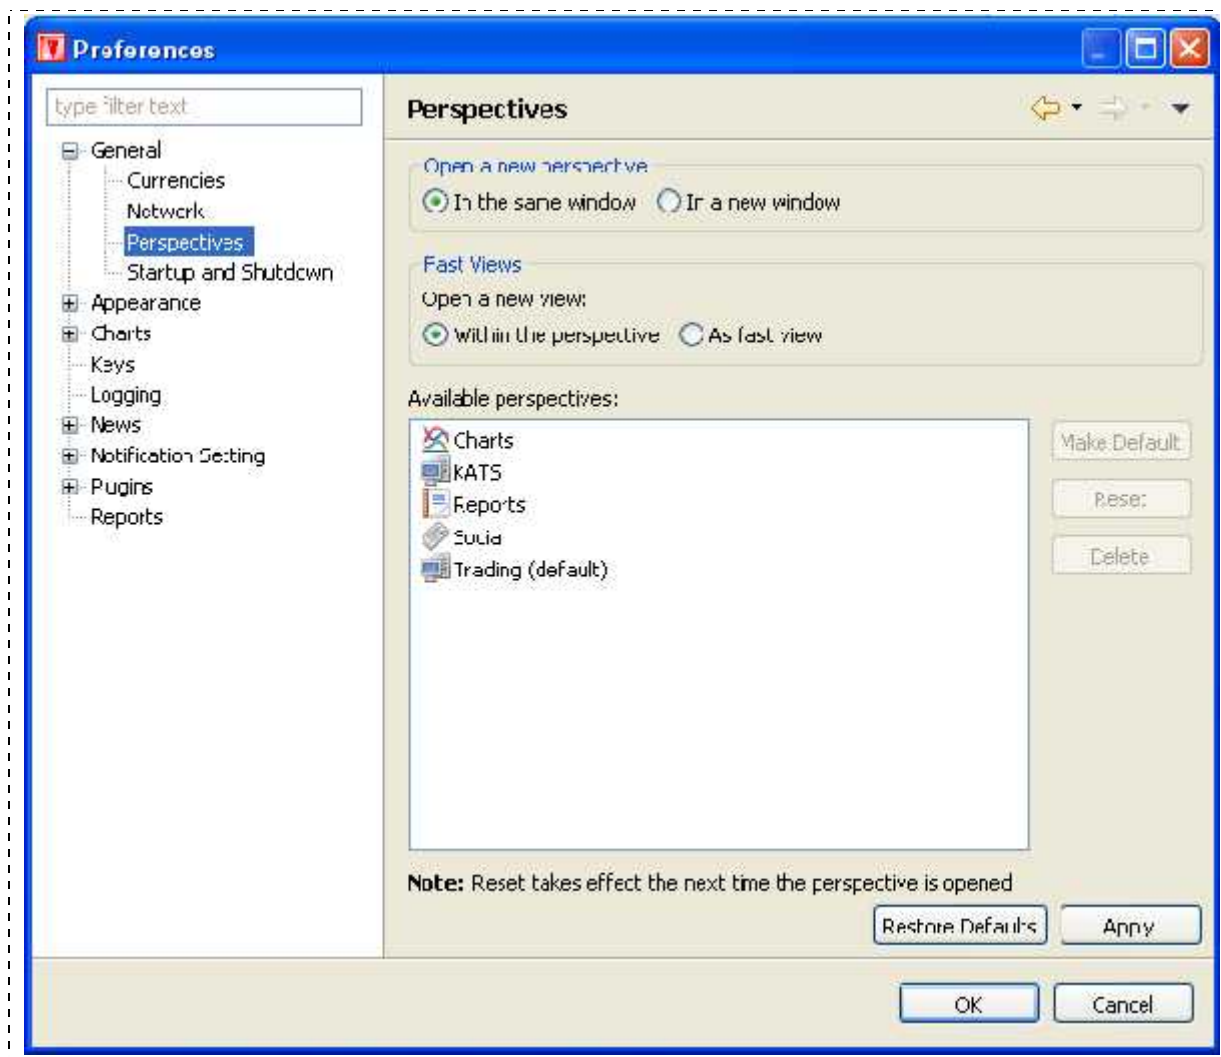 Preferences
type filter text
General
Currencies
Network
Perspectives
Startup and Shutdown
Appearance
Charts
Keys
Logging
News
Notification Setting
Plugins
Reports
Perspectives
Open a new perspective
In the same window In a new window
Fast Views
Open a new view:
Within the perspective As fast view
Available perspectives:
Charts
KATS
Reports
Social
Trading (default)
Make Default
Reset
Delete
Note: Reset takes effect the next time the perspective is opened
Restore Defaults Apply
OK Cancel